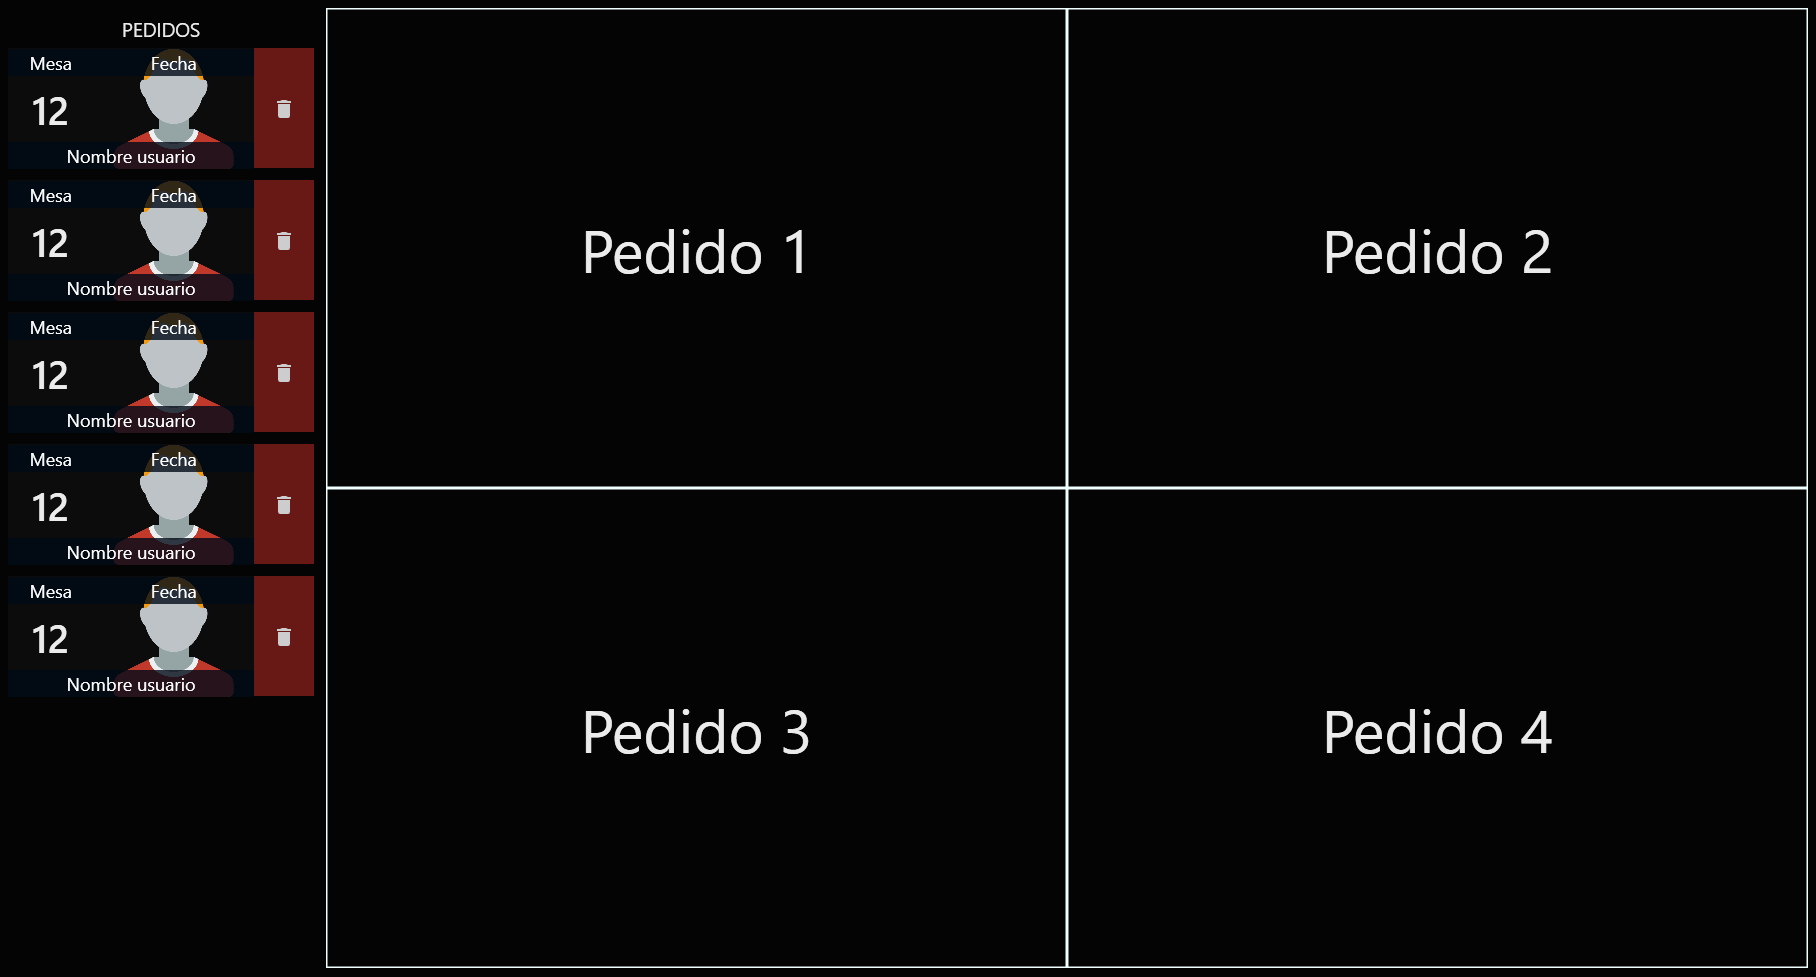 PEDIDOS
Mesa Fecha
12
Nombre usuario
Mesa Fecha
12
Nombre usuario
Mesa Fecha
12
Nombre usuario
Mesa Fecha
12
Nombre usuario
Mesa Fecha
12
Nombre usuario
Pedido 1
Pedido 2
Pedido 3
Pedido 4